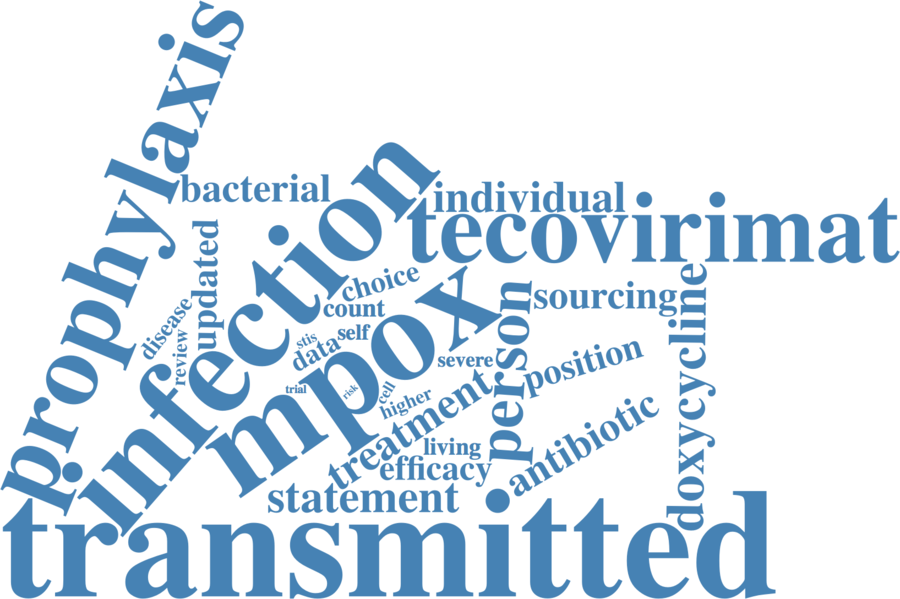 prophylaxis
bacterial
individual
tecovirimat
infection
updated
choice
count
sourcing
disease
review
stis
self
data
mpox
severe
person
position
doxycycline
trial
risk
cell
higher
treatment
antibiotic
living
efficacy
statement
transmitted